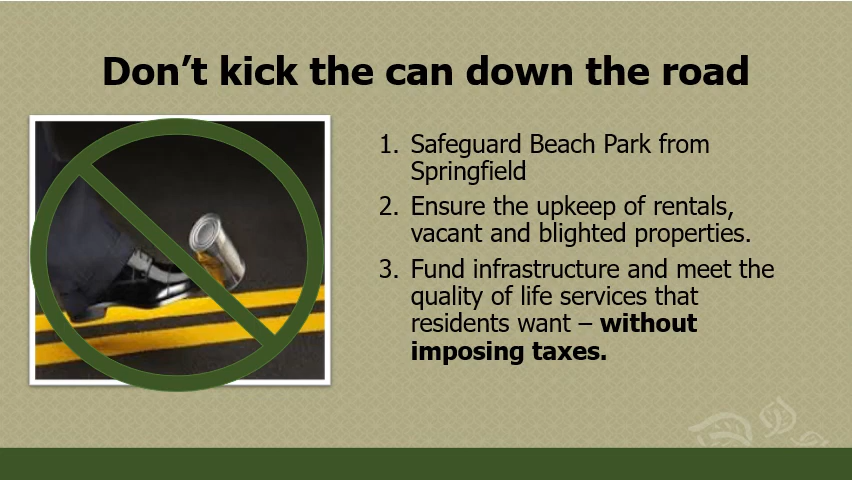 Don’t kick the can down the road
1. Safeguard Beach Park from
Springfield
2. Ensure the upkeep of rentals,
vacant and blighted properties.
3. Fund infrastructure and meet the
quality of life services that
residents want – without
imposing taxes.